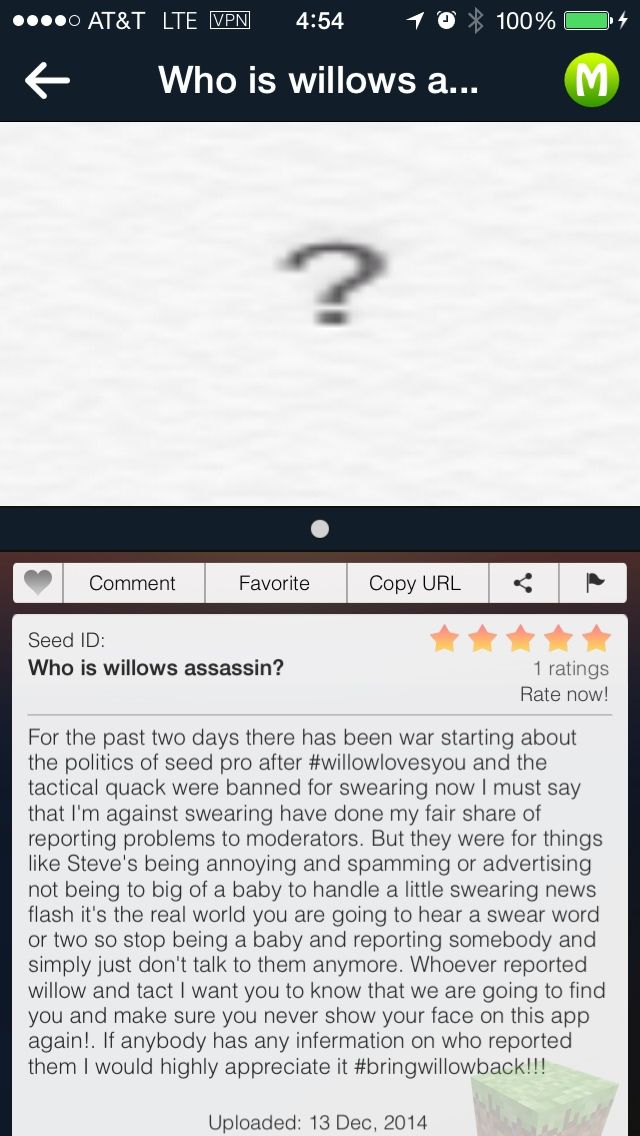 AT&T LTE VPN 4:54 100%
Who is willows a...
M
?
Comment Favorite Copy URL
Seed ID:
Who is willows assassin?
1 ratings
Rate now!
For the past two days there has been war starting about
the politics of seed pro after #willowlovesyou and the
tactical quack were banned for swearing now I must say
that I'm against swearing have done my fair share of
reporting problems to moderators. But they were for things
like Steve's being annoying and spamming or advertising
not being to big of a baby to handle a little swearing news
flash it's the real world you are going to hear a swear word
or two so stop being a baby and reporting somebody and
simply just don't talk to them anymore. Whoever reported
willow and tact I want you to know that we are going to find
you and make sure you never show your face on this app
again!. If anybody has any infermation on who reported
them I would highly appreciate it #bringwillowback!!!
Uploaded: 13 Dec, 2014